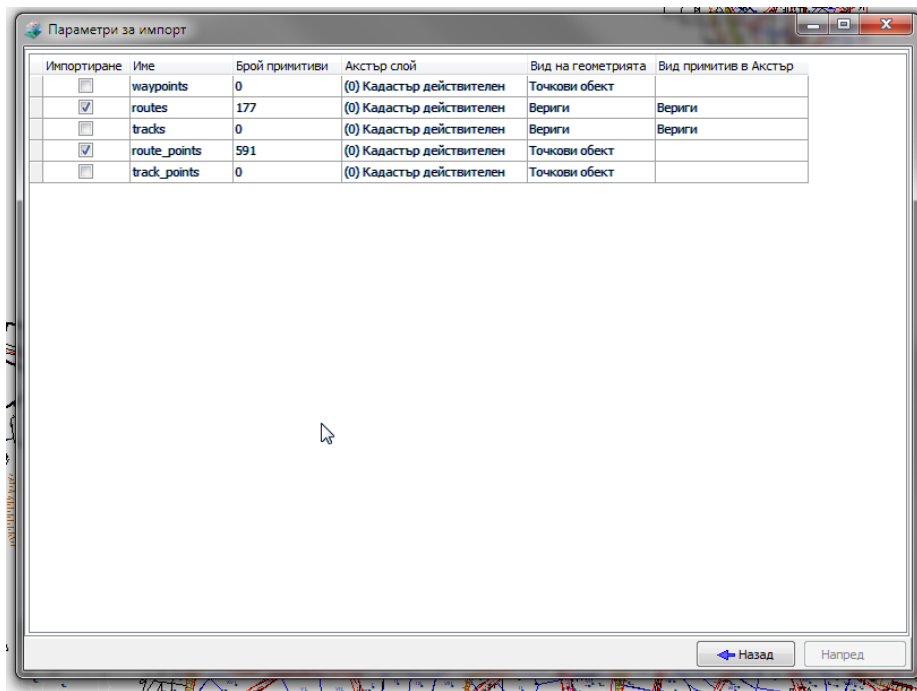 Параметри за импорт
Импортиране Име Брой примитиви Акстър слой Вид на геометрията Вид примитив в Акстър
waypoints 0 (0) Кадастър действителен Точкови обект
routes 177 (0) Кадастър действителен Вериги Вериги
tracks 0 (0) Кадастър действителен Вериги Вериги
route_points 591 (0) Кадастър действителен Точкови обект
track_points 0 (0) Кадастър действителен Точкови обект
Назад Напред